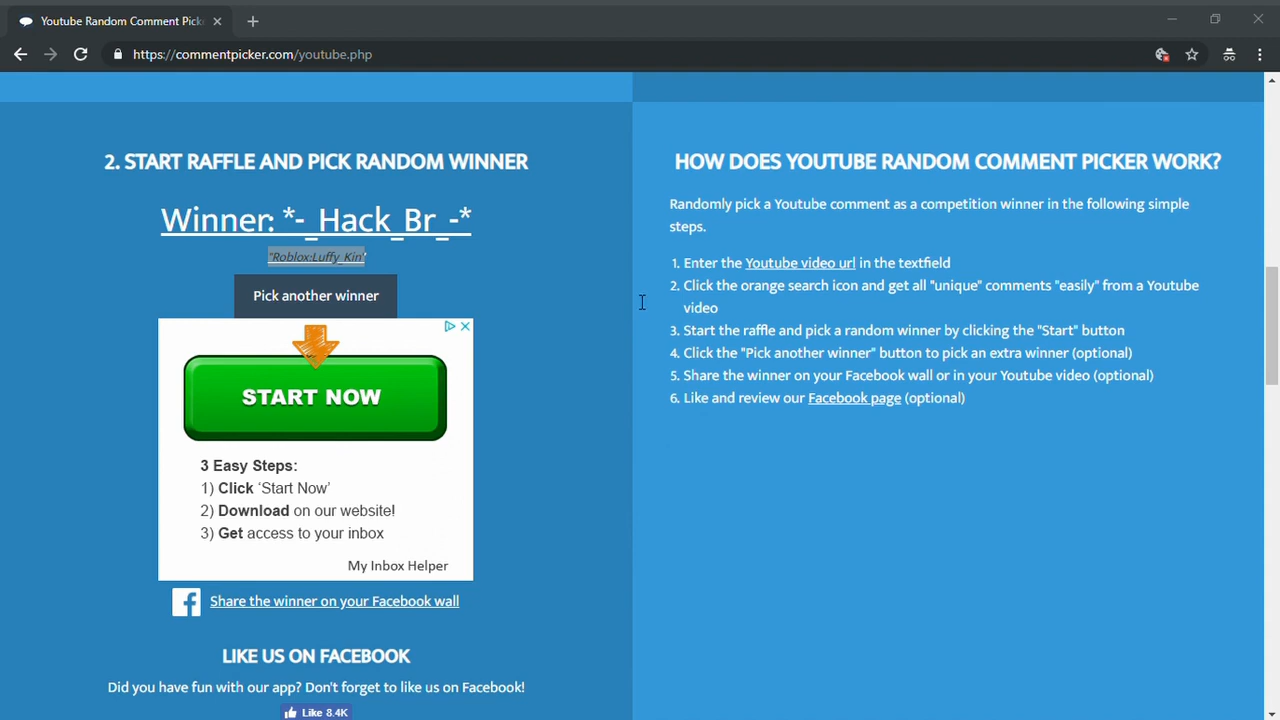 Youtube Random Comment Pick
https://commentpicker.com/youtube.php
2. START RAFFLE AND PICK RANDOM WINNER
Winner: *-_Hack_Br_-*
"Roblox:Luffy_Kin"
Pick another winner
START NOW
3 Easy Steps:
1) Click ‘Start Now’
2) Download on our website!
3) Get access to your inbox
My Inbox Helper
Share the winner on your Facebook wall
LIKE US ON FACEBOOK
Did you have fun with our app? Don't forget to like us on Facebook!
Like 8.4K
HOW DOES YOUTUBE RANDOM COMMENT PICKER WORK?
Randomly pick a Youtube comment as a competition winner in the following simple
steps.
1. Enter the Youtube video url in the textfield
2. Click the orange search icon and get all "unique" comments "easily" from a Youtube
video
3. Start the raffle and pick a random winner by clicking the "Start" button
4. Click the "Pick another winner" button to pick an extra winner (optional)
5. Share the winner on your Facebook wall or in your Youtube video (optional)
6. Like and review our Facebook page (optional)